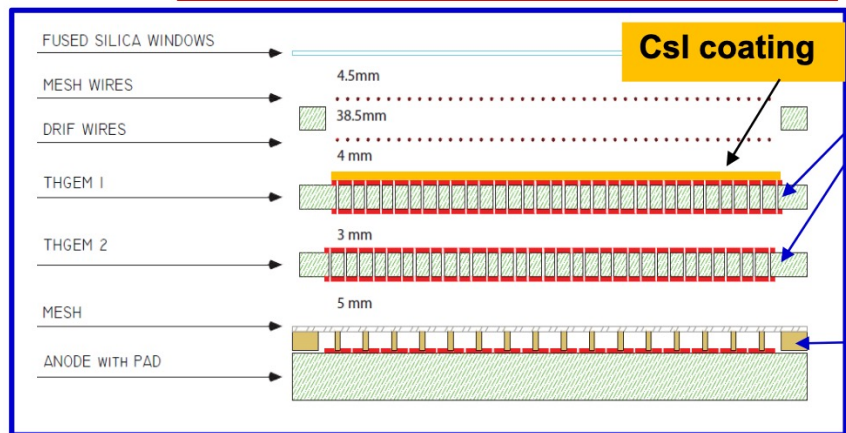 FUSED SILICA WINDOWS
CsI coating
4.5mm
MESH WIRES
38.5mm
DRIF WIRES
4 mm
THGEM 1
3 mm
THGEM 2
5 mm
MESH
ANODE WITH PAD